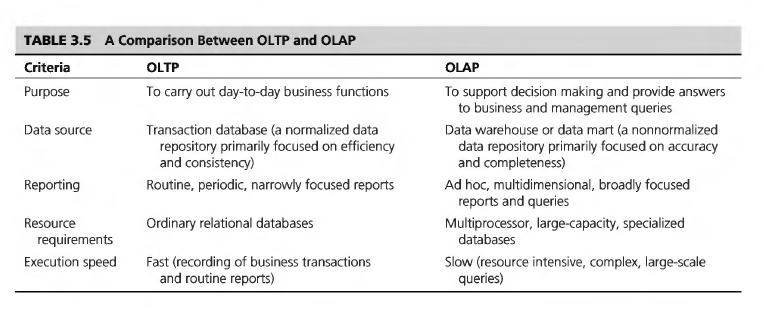 TABLE 3.5 A Comparison Between OLTP and OLAP
Criteria OLTP OLAP
Purpose To carry out day-to-day business functions To support decision making and provide answers
to business and management queries
Data source Transaction database (a normalized data Data warehouse or data mart (a nonnormalized
repository primarily focused on efficiency data repository primarily focused on accuracy
and consistency) and completeness)
Reporting Routine, periodic, narrowly focused reports Ad hoc, multidimensional, broadly focused
reports and queries
Resource Ordinary relational databases Multiprocessor, large-capacity, specialized
requirements databases
Execution speed Fast (recording of business transactions Slow (resource intensive, complex, large-scale
and routine reports) queries)